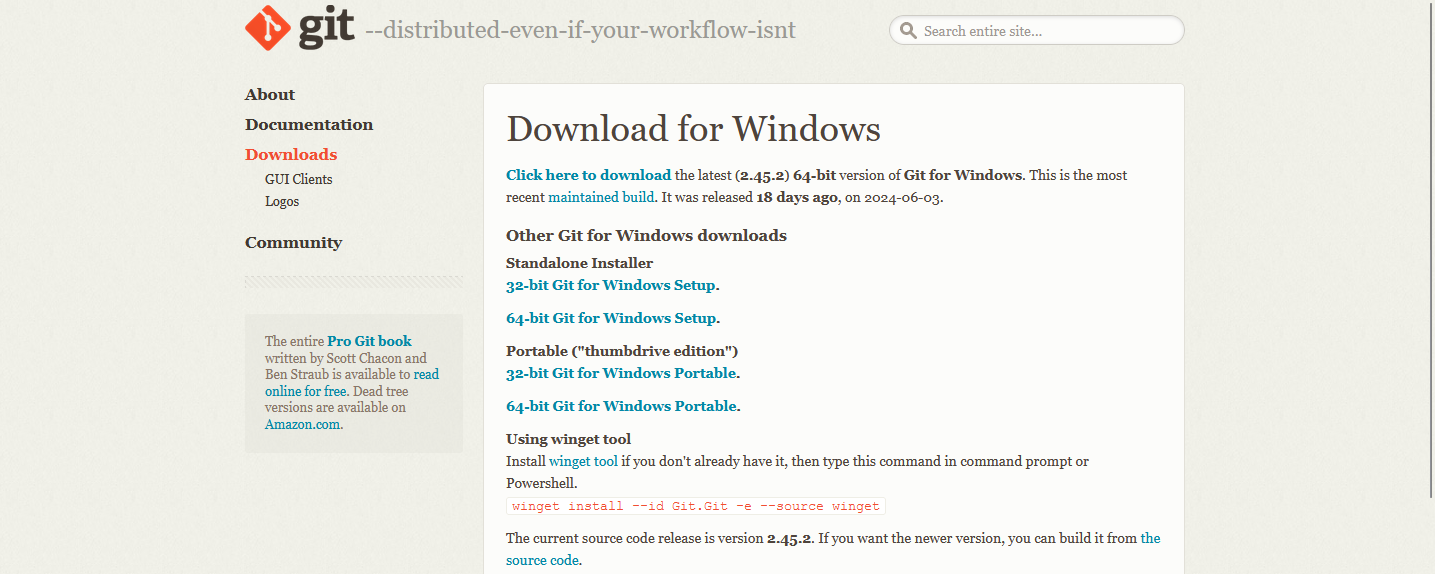 git --distributed-even-if-your-workflow-isnt
Search entire site...
About
Documentation
Downloads
GUI Clients
Logos
Community
The entire Pro Git book
written by Scott Chacon and
Ben Straub is available to read
online for free. Dead tree
versions are available on
Amazon.com.
Download for Windows
Click here to download the latest (2.45.2) 64-bit version of Git for Windows. This is the most
recent maintained build. It was released 18 days ago, on 2024-06-03.
Other Git for Windows downloads
Standalone Installer
32-bit Git for Windows Setup.
64-bit Git for Windows Setup.
Portable ("thumbdrive edition")
32-bit Git for Windows Portable.
64-bit Git for Windows Portable.
Using winget tool
Install winget tool if you don't already have it, then type this command in command prompt or
Powershell.
winget install --id Git.Git -e --source winget
The current source code release is version 2.45.2. If you want the newer version, you can build it from the
source code.